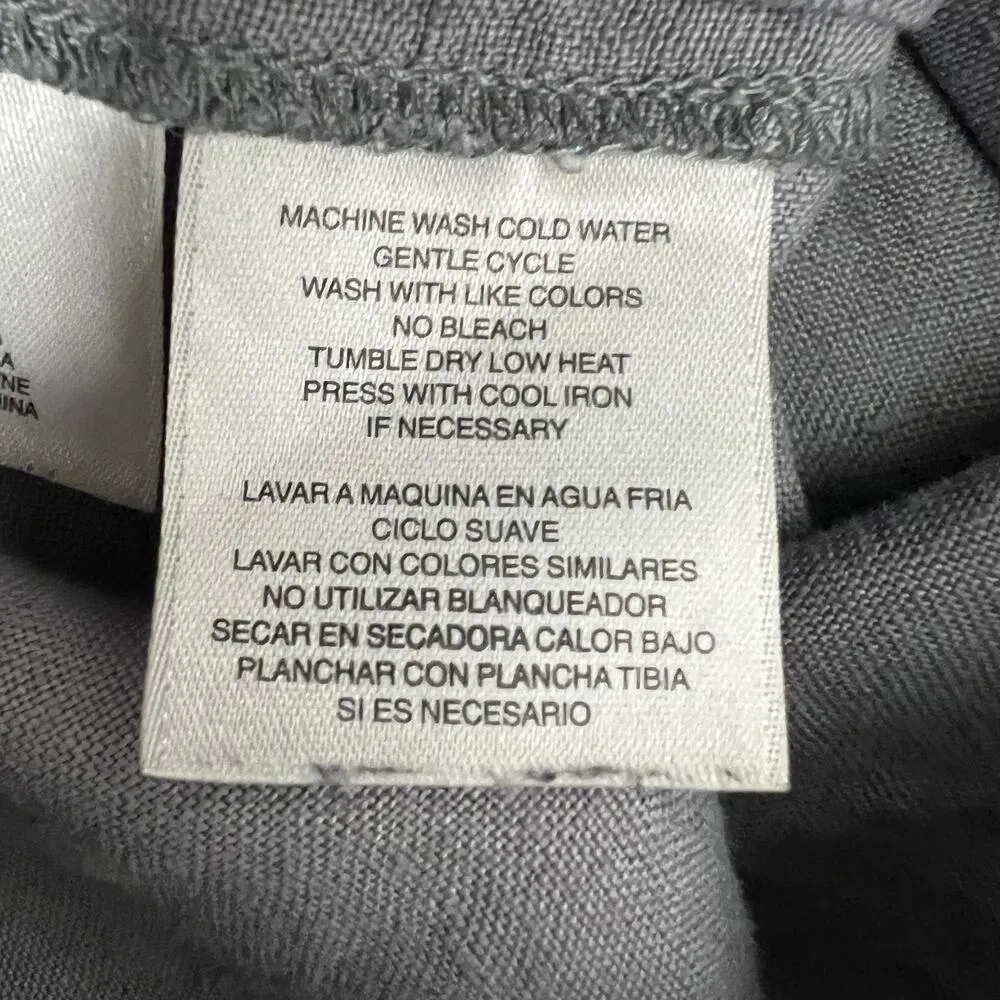 MACHINE WASH COLD WATER
GENTLE CYCLE
WASH WITH LIKE COLORS
NO BLEACH
TUMBLE DRY LOW HEAT
PRESS WITH COOL IRON
IF NECESSARY
LAVAR A MAQUINA EN AGUA FRIA
CICLO SUAVE
LAVAR CON COLORES SIMILARES
NO UTILIZAR BLANQUEADOR
SECAR EN SECADORA CALOR BAJO
PLANCHAR CON PLANCHA TIBIA
SI ES NECESARIO